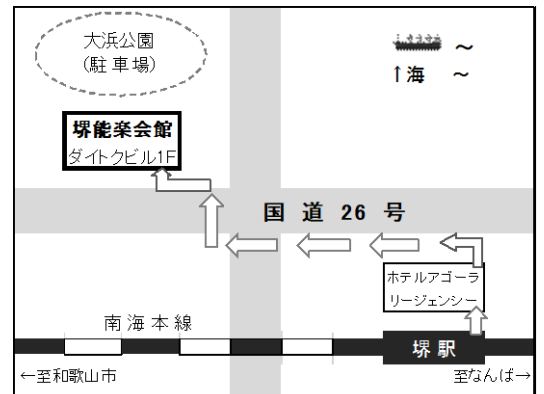 大浜公園
(駐車場)
～
↑海 ～
堺能楽会館
ダイトクビル1F
国道26号
ホテルアゴーラ
リージェンシー
南海本線
堺駅
←至和歌山市
至なんば→